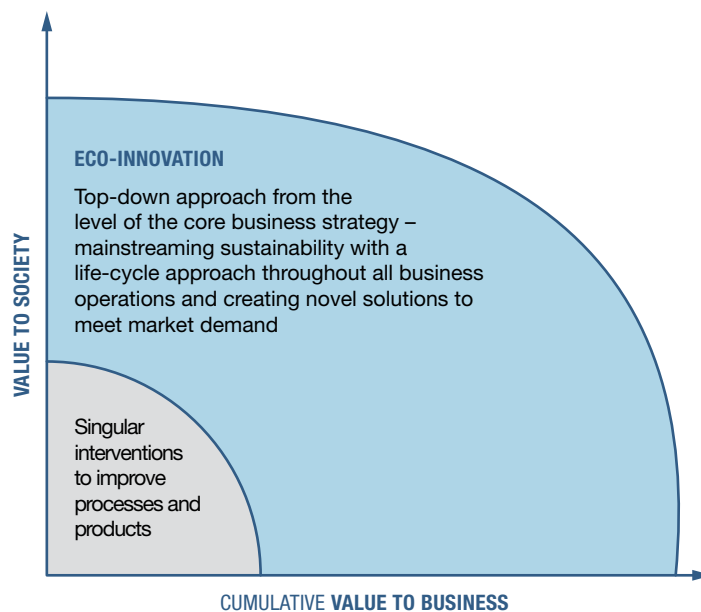 ECO-INNOVATION
Top-down approach from the
level of the core business strategy –
mainstreaming sustainability with a
life-cycle approach throughout all business
operations and creating novel solutions to
meet market demand
VALUE TO SOCIETY
Singular
interventions
to improve
processes and
products
CUMULATIVE VALUE TO BUSINESS